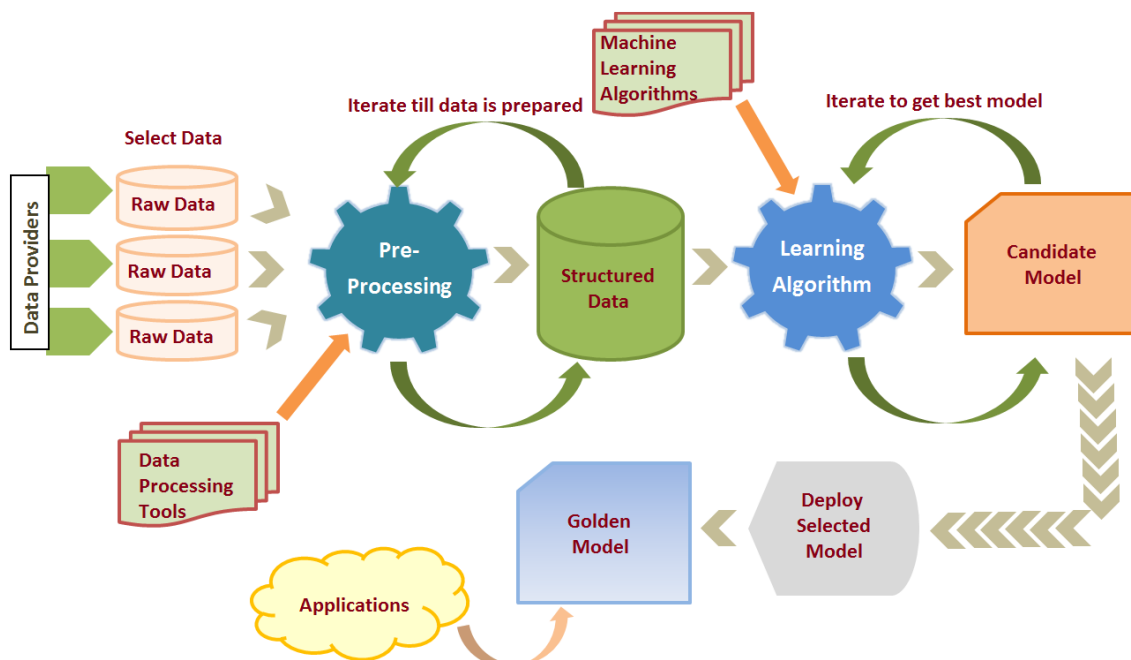 Machine
Learning
Algorithms
Iterate till data is prepared
Iterate to get best model
Select Data
Data Providers
Raw Data
Raw Data
Raw Data
Pre-
Processing
Structured
Data
Learning
Algorithm
Candidate
Model
Data
Processing
Tools
Golden
Model
Deploy
Selected
Model
Applications